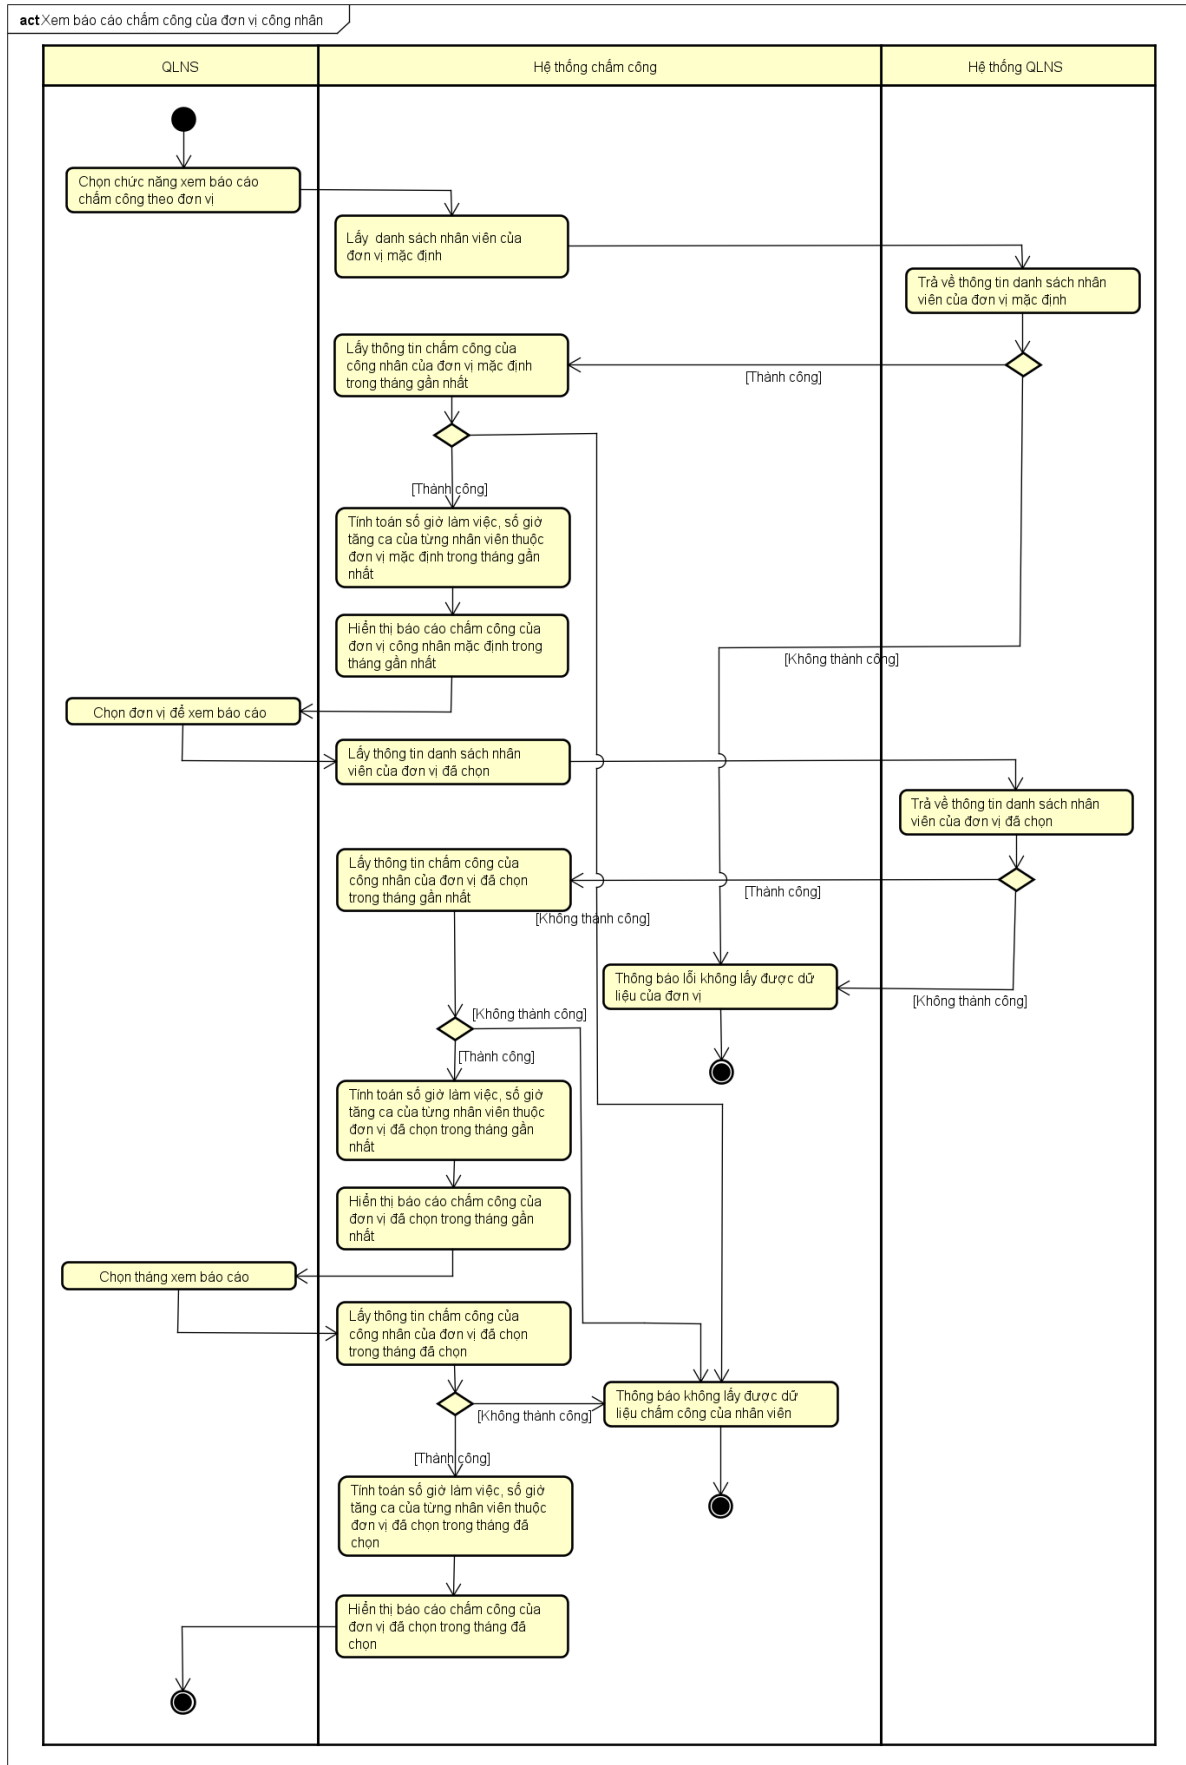 act Xem báo cáo chấm công của đơn vị công nhân
QLNS
Hệ thống chấm công
Hệ thống QLNS
Chọn chức năng xem báo cáo
chấm công theo đơn vị
Lấy danh sách nhân viên của
đơn vị mặc định
Trả về thông tin danh sách nhân
viên của đơn vị mặc định
Lấy thông tin chấm công của
công nhân của đơn vị mặc định
trong tháng gần nhất
[Thành công]
[Thành công]
Tính toán số giờ làm việc, số giờ
tăng ca của từng nhân viên thuộc
đơn vị mặc định trong tháng gần
nhất
Hiển thị báo cáo chấm công của
đơn vị công nhân mặc định trong
tháng gần nhất
[Không thành công]
Chọn đơn vị để xem báo cáo
Lấy thông tin danh sách nhân
viên của đơn vị đã chọn
Trả về thông tin danh sách nhân
viên của đơn vị đã chọn
Lấy thông tin chấm công của
công nhân của đơn vị đã chọn
trong tháng gần nhất
[Thành công]
[Không thành công]
Thông báo lỗi không lấy được dữ
liệu của đơn vị
[Không thành công]
[Không thành công]
[Thành công]
Tính toán số giờ làm việc, số giờ
tăng ca của từng nhân viên thuộc
đơn vị đã chọn trong tháng gần
nhất
Hiển thị báo cáo chấm công của
đơn vị đã chọn trong tháng gần
nhất
Chọn tháng xem báo cáo
Lấy thông tin chấm công của
công nhân của đơn vị đã chọn
trong tháng đã chọn
Thông báo không lấy được dữ
liệu chấm công của nhân viên
[Không thành công]
[Thành công]
Tính toán số giờ làm việc, số giờ
tăng ca của từng nhân viên thuộc
đơn vị đã chọn trong tháng đã
chọn
Hiển thị báo cáo chấm công của
đơn vị đã chọn trong tháng đã
chọn